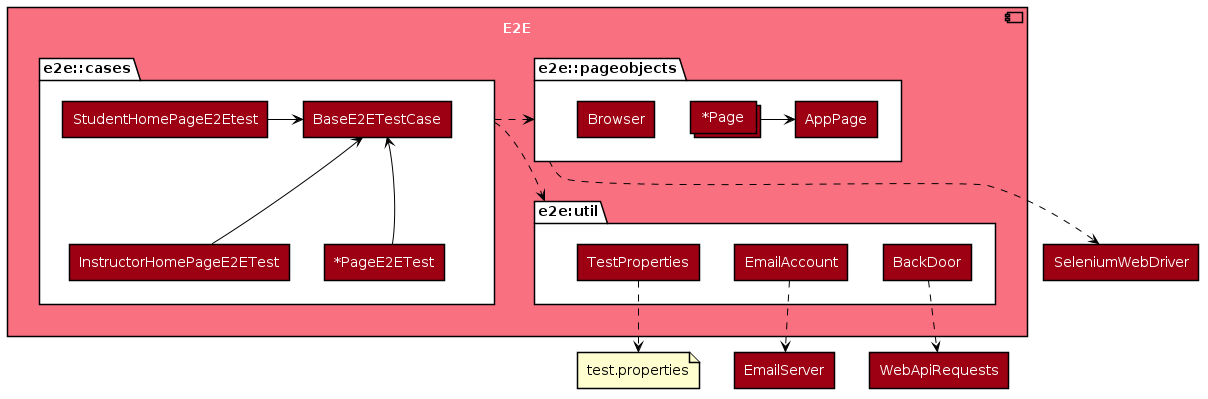 E2E
e2e::cases
StudentHomePageE2Etest
BaseE2ETestCase
InstructorHomePageE2ETest
*PageE2ETest
e2e::pageobjects
Browser
*Page
AppPage
e2e:util
TestProperties
EmailAccount
BackDoor
SeleniumWebDriver
test.properties
EmailServer
WebApiRequests